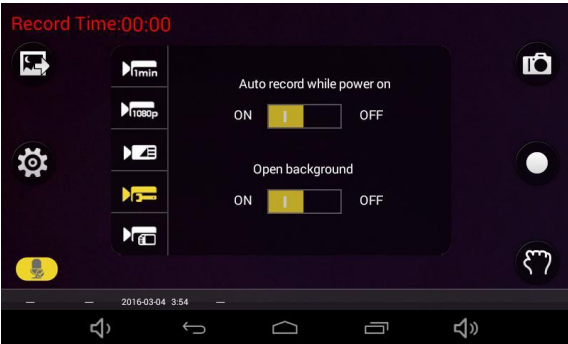 Record Time:00:00
1min
Auto record while power on
1080p
ON OFF
Open background
ON OFF
2016-03-04 3:54